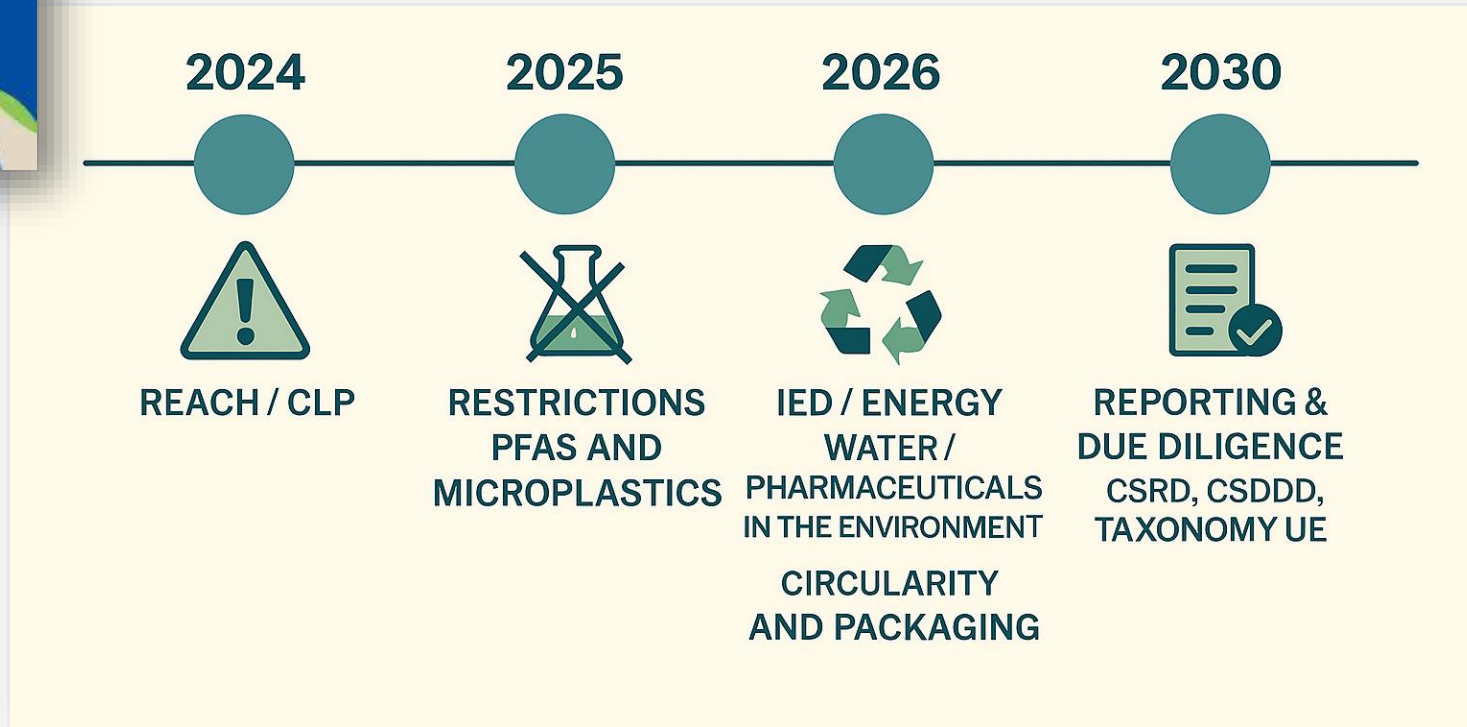 2024
2025
2026
2030
REACH / CLP
RESTRICTIONS
PFAS AND
MICROPLASTICS
IED / ENERGY
WATER /
PHARMACEUTICALS
IN THE ENVIRONMENT
CIRCULARITY
AND PACKAGING
REPORTING &
DUE DILIGENCE
CSRD, CSDDD,
TAXONOMY UE